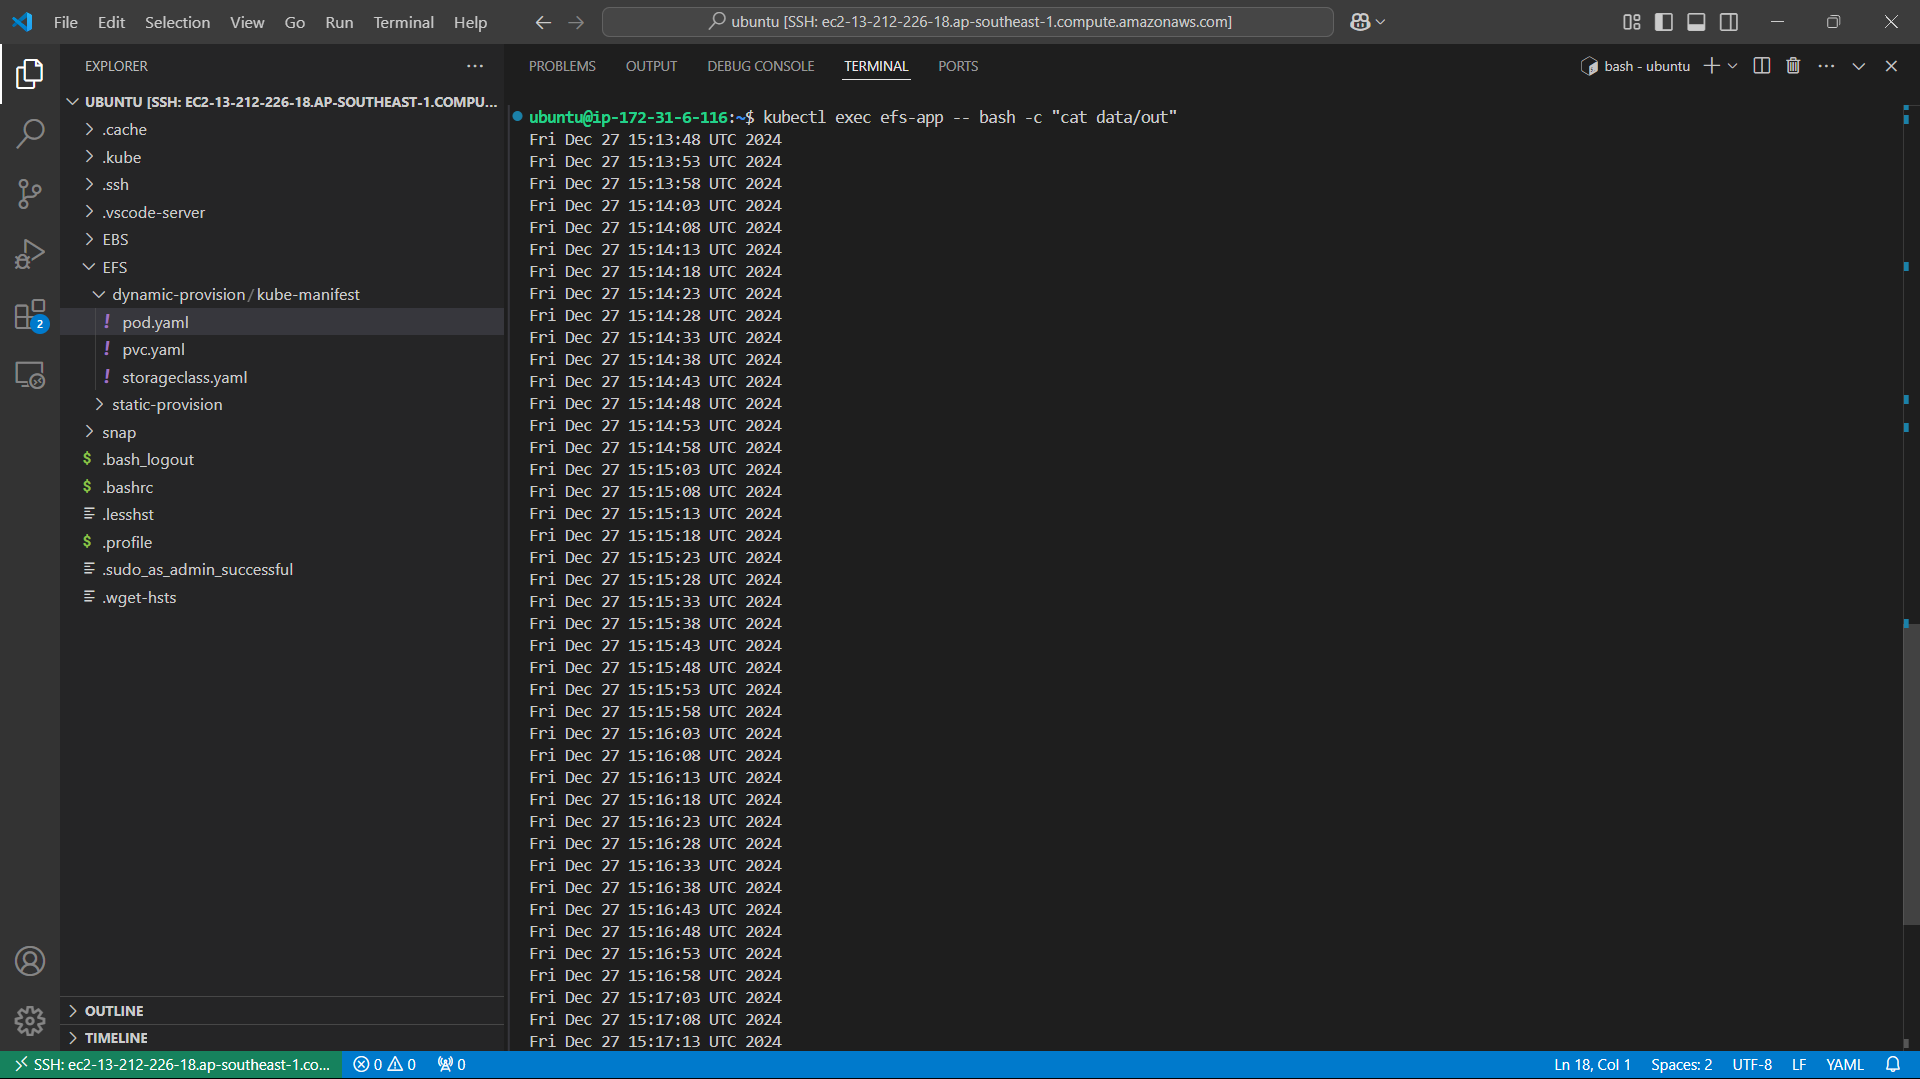 File Edit Selection View Go Run Terminal Help
ubuntu [SSH: ec2-13-212-226-18.ap-southeast-1.compute.amazonaws.com]
EXPLORER
UBUNTU [SSH: EC2-13-212-226-18.AP-SOUTHEAST-1.COMPU...
.cache
.kube
.ssh
.vscode-server
EBS
EFS
dynamic-provision / kube-manifest
! pod.yaml
! pvc.yaml
! storageclass.yaml
static-provision
snap
$ .bash_logout
$ .bashrc
.lesshst
$ .profile
.sudo_as_admin_successful
.wget-hsts
2
OUTLINE
TIMELINE
PROBLEMS OUTPUT DEBUG CONSOLE TERMINAL PORTS
bash - ubuntu
ubuntu@ip-172-31-6-116:~$ kubectl exec efs-app -- bash -c "cat data/out"
Fri Dec 27 15:13:48 UTC 2024
Fri Dec 27 15:13:53 UTC 2024
Fri Dec 27 15:13:58 UTC 2024
Fri Dec 27 15:14:03 UTC 2024
Fri Dec 27 15:14:08 UTC 2024
Fri Dec 27 15:14:13 UTC 2024
Fri Dec 27 15:14:18 UTC 2024
Fri Dec 27 15:14:23 UTC 2024
Fri Dec 27 15:14:28 UTC 2024
Fri Dec 27 15:14:33 UTC 2024
Fri Dec 27 15:14:38 UTC 2024
Fri Dec 27 15:14:43 UTC 2024
Fri Dec 27 15:14:48 UTC 2024
Fri Dec 27 15:14:53 UTC 2024
Fri Dec 27 15:14:58 UTC 2024
Fri Dec 27 15:15:03 UTC 2024
Fri Dec 27 15:15:08 UTC 2024
Fri Dec 27 15:15:13 UTC 2024
Fri Dec 27 15:15:18 UTC 2024
Fri Dec 27 15:15:23 UTC 2024
Fri Dec 27 15:15:28 UTC 2024
Fri Dec 27 15:15:33 UTC 2024
Fri Dec 27 15:15:38 UTC 2024
Fri Dec 27 15:15:43 UTC 2024
Fri Dec 27 15:15:48 UTC 2024
Fri Dec 27 15:15:53 UTC 2024
Fri Dec 27 15:15:58 UTC 2024
Fri Dec 27 15:16:03 UTC 2024
Fri Dec 27 15:16:08 UTC 2024
Fri Dec 27 15:16:13 UTC 2024
Fri Dec 27 15:16:18 UTC 2024
Fri Dec 27 15:16:23 UTC 2024
Fri Dec 27 15:16:28 UTC 2024
Fri Dec 27 15:16:33 UTC 2024
Fri Dec 27 15:16:38 UTC 2024
Fri Dec 27 15:16:43 UTC 2024
Fri Dec 27 15:16:48 UTC 2024
Fri Dec 27 15:16:53 UTC 2024
Fri Dec 27 15:16:58 UTC 2024
Fri Dec 27 15:17:03 UTC 2024
Fri Dec 27 15:17:08 UTC 2024
Fri Dec 27 15:17:13 UTC 2024
SSH: ec2-13-212-226-18.ap-southeast-1.co... 0 0 0 Ln 18, Col 1 Spaces: 2 UTF-8 LF YAML